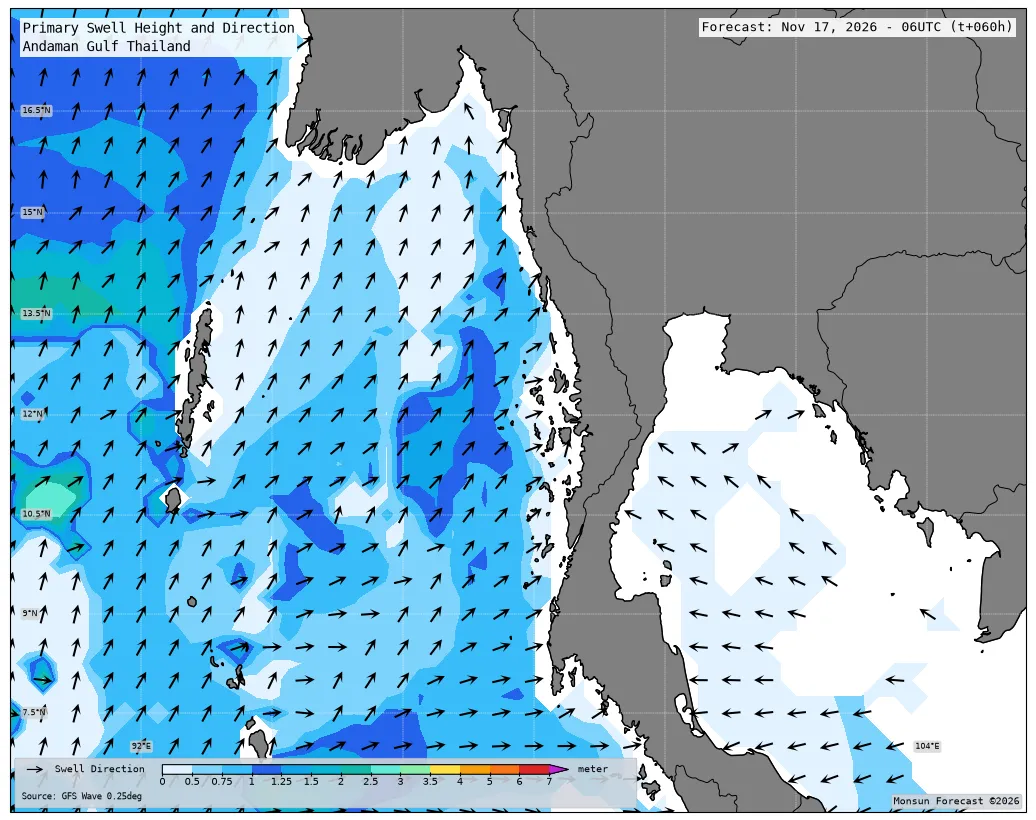 Primary Swell Height and Direction
Andaman Gulf Thailand
Forecast: Nov 17, 2026 - 06UTC (t+060h)
16.5°N
15°N
13.5°N
12°N
10.5°N
9°N
7.5°N
92°E
104°E
Swell Direction
0 0.5 0.75 1 1.25 1.5 2 2.5 3 3.5 4 5 6 7
meter
Source: GFS Wave 0.25deg
Monsun Forecast ©2026